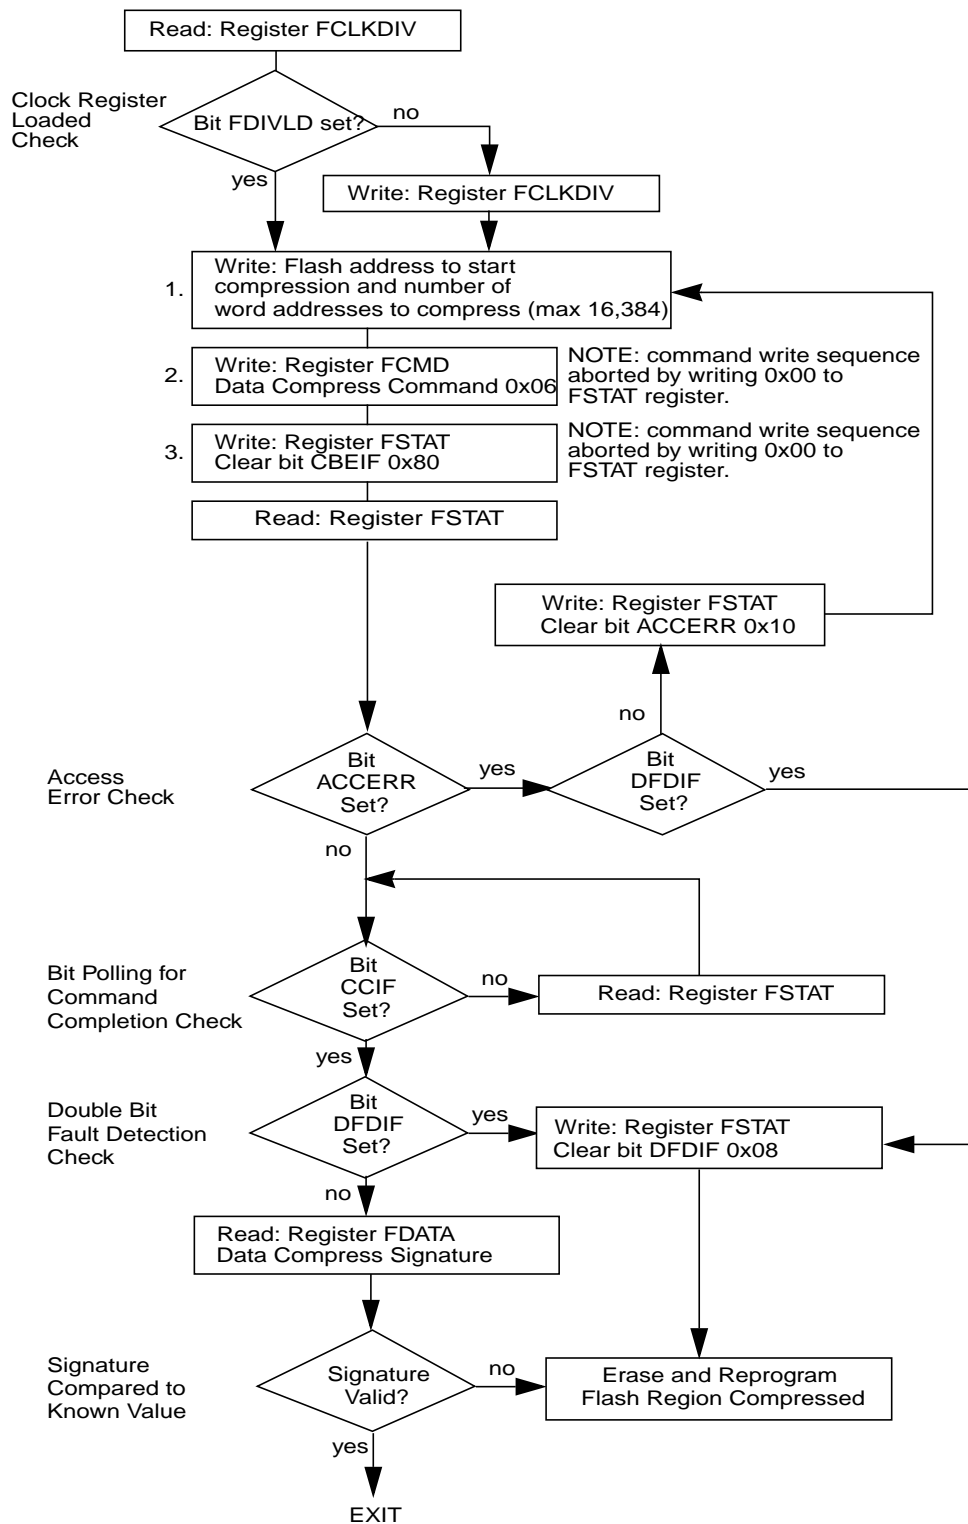 Read: Register FCLKDIV
Clock Register
Loaded
Check
Bit FDIVLD set?
no
yes
Write: Register FCLKDIV
1.
Write: Flash address to start
compression and number of
word addresses to compress (max 16,384)
2.
Write: Register FCMD
Data Compress Command 0x06
NOTE: command write sequence
aborted by writing 0x00 to
FSTAT register.
3.
Write: Register FSTAT
Clear bit CBEIF 0x80
NOTE: command write sequence
aborted by writing 0x00 to
FSTAT register.
Read: Register FSTAT
Write: Register FSTAT
Clear bit ACCERR 0x10
no
Access
Error Check
Bit
ACCERR
Set?
yes
Bit
DFDIF
Set?
yes
no
Bit Polling for
Command
Completion Check
Bit
CCIF
Set?
no
Read: Register FSTAT
yes
Double Bit
Fault Detection
Check
Bit
DFDIF
Set?
yes
Write: Register FSTAT
Clear bit DFDIF 0x08
no
Read: Register FDATA
Data Compress Signature
Signature
Compared to
Known Value
Signature
Valid?
no
Erase and Reprogram
Flash Region Compressed
yes
EXIT